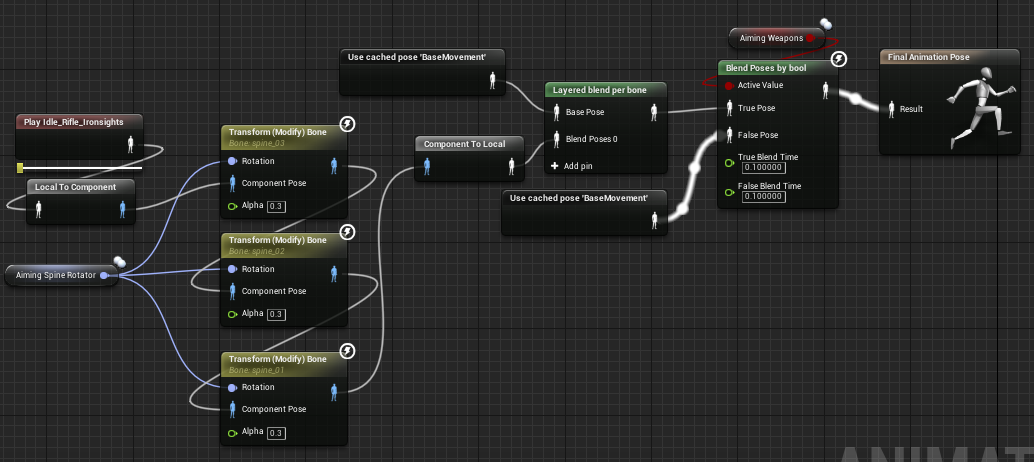 Aiming Weapons
Use cached pose 'BaseMovement'
Blend Poses by bool
Active Value
True Pose
False Pose
True Blend Time
0.100000
False Blend Time
0.100000
Final Animation Pose
Result
Layered blend per bone
Base Pose
Blend Poses 0
Add pin
Play Idle_Rifle_Ironsights
Local To Component
Transform (Modify) Bone
Bone: spine_03
Rotation
Component Pose
Alpha 0.3
Component To Local
Use cached pose 'BaseMovement'
Aiming Spine Rotator
Transform (Modify) Bone
Bone: spine_02
Rotation
Component Pose
Alpha 0.3
Transform (Modify) Bone
Bone: spine_01
Rotation
Component Pose
Alpha 0.3